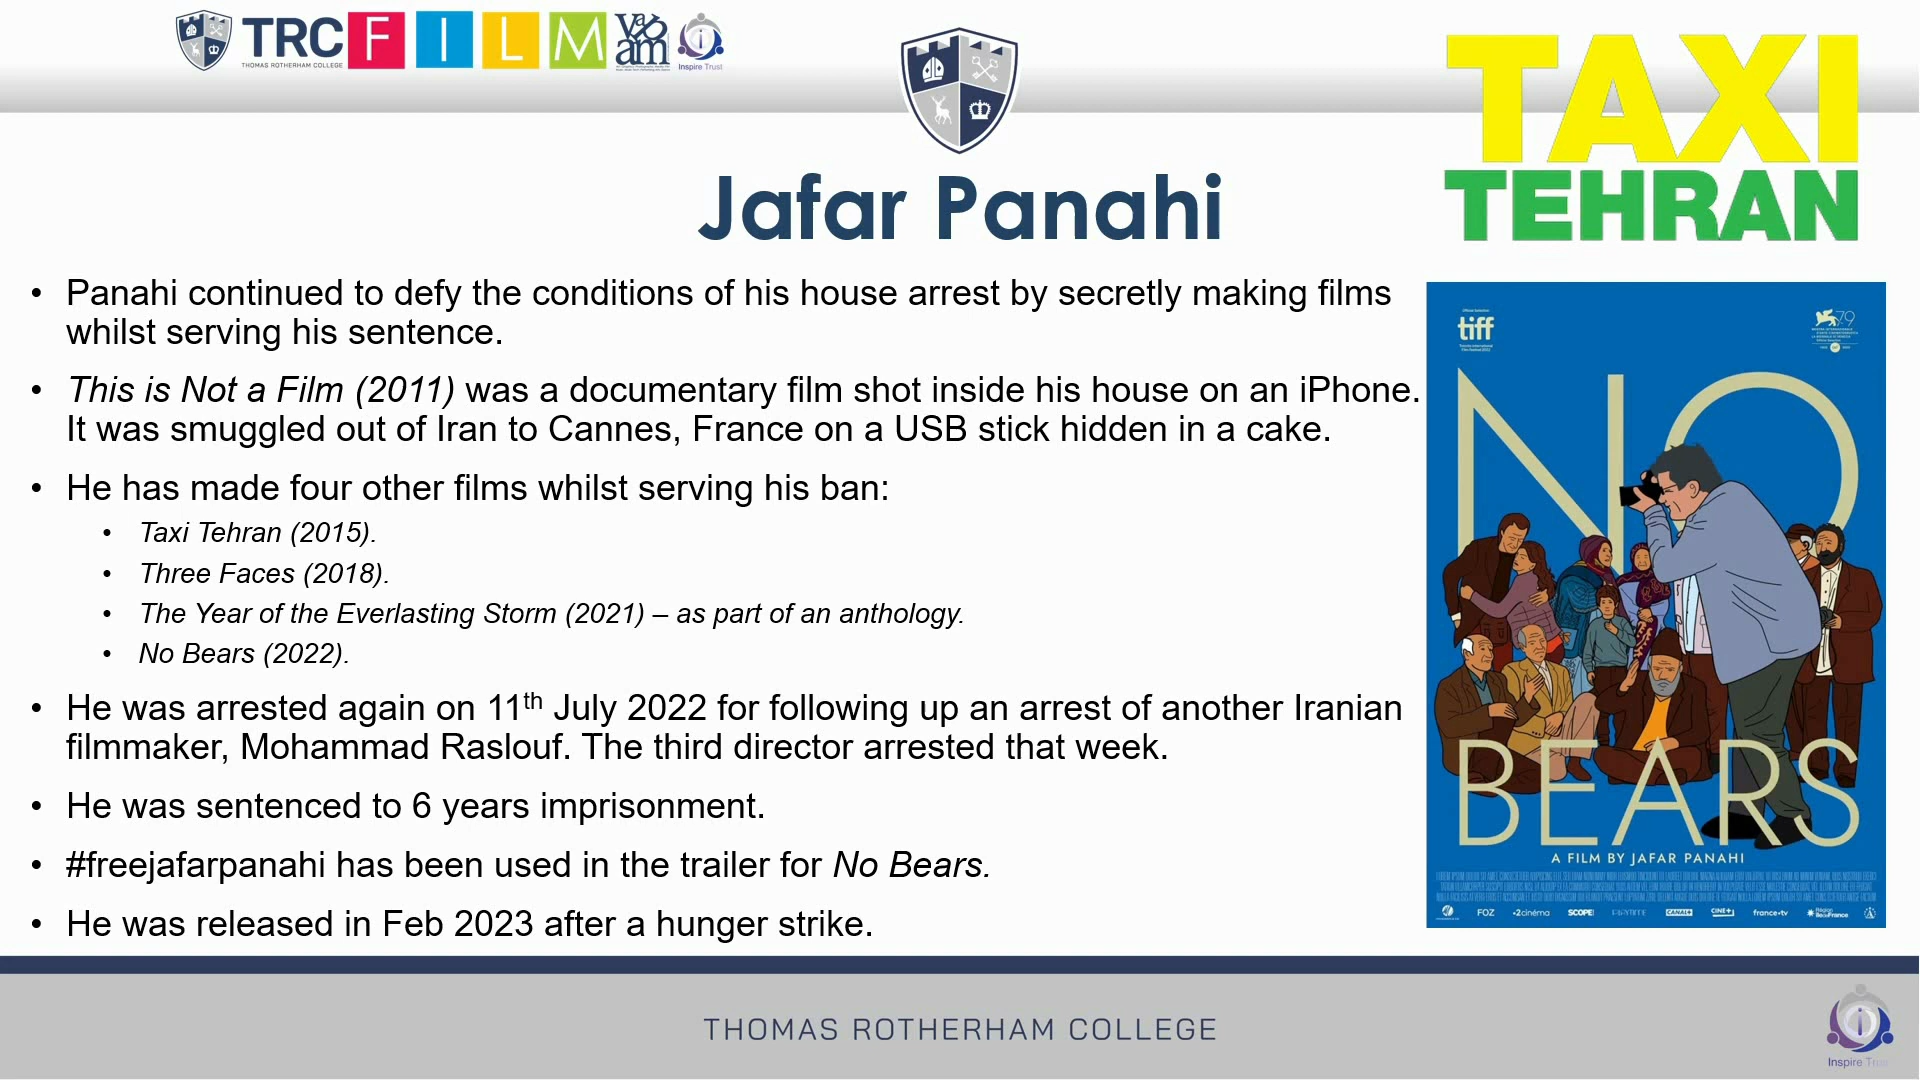 TRC FILM
THOMAS ROTHERHAM COLLEGE
Inspire Trust
TAXI
TEHRAN
Jafar Panahi
• Panahi continued to defy the conditions of his house arrest by secretly making films
whilst serving his sentence.
• This is Not a Film (2011) was a documentary film shot inside his house on an iPhone.
It was smuggled out of Iran to Cannes, France on a USB stick hidden in a cake.
• He has made four other films whilst serving his ban:
• Taxi Tehran (2015).
• Three Faces (2018).
• The Year of the Everlasting Storm (2021) – as part of an anthology.
• No Bears (2022).
• He was arrested again on 11th July 2022 for following up an arrest of another Iranian
filmmaker, Mohammad Raslouf. The third director arrested that week.
• He was sentenced to 6 years imprisonment.
• #freejafarpanahi has been used in the trailer for No Bears.
• He was released in Feb 2023 after a hunger strike.
tiff
79
NO
BEARS
A FILM BY JAFAR PANAHI
FOZ 2cinéma SCOPE CANAL+ CINE+ france•tv
THOMAS ROTHERHAM COLLEGE
Inspire